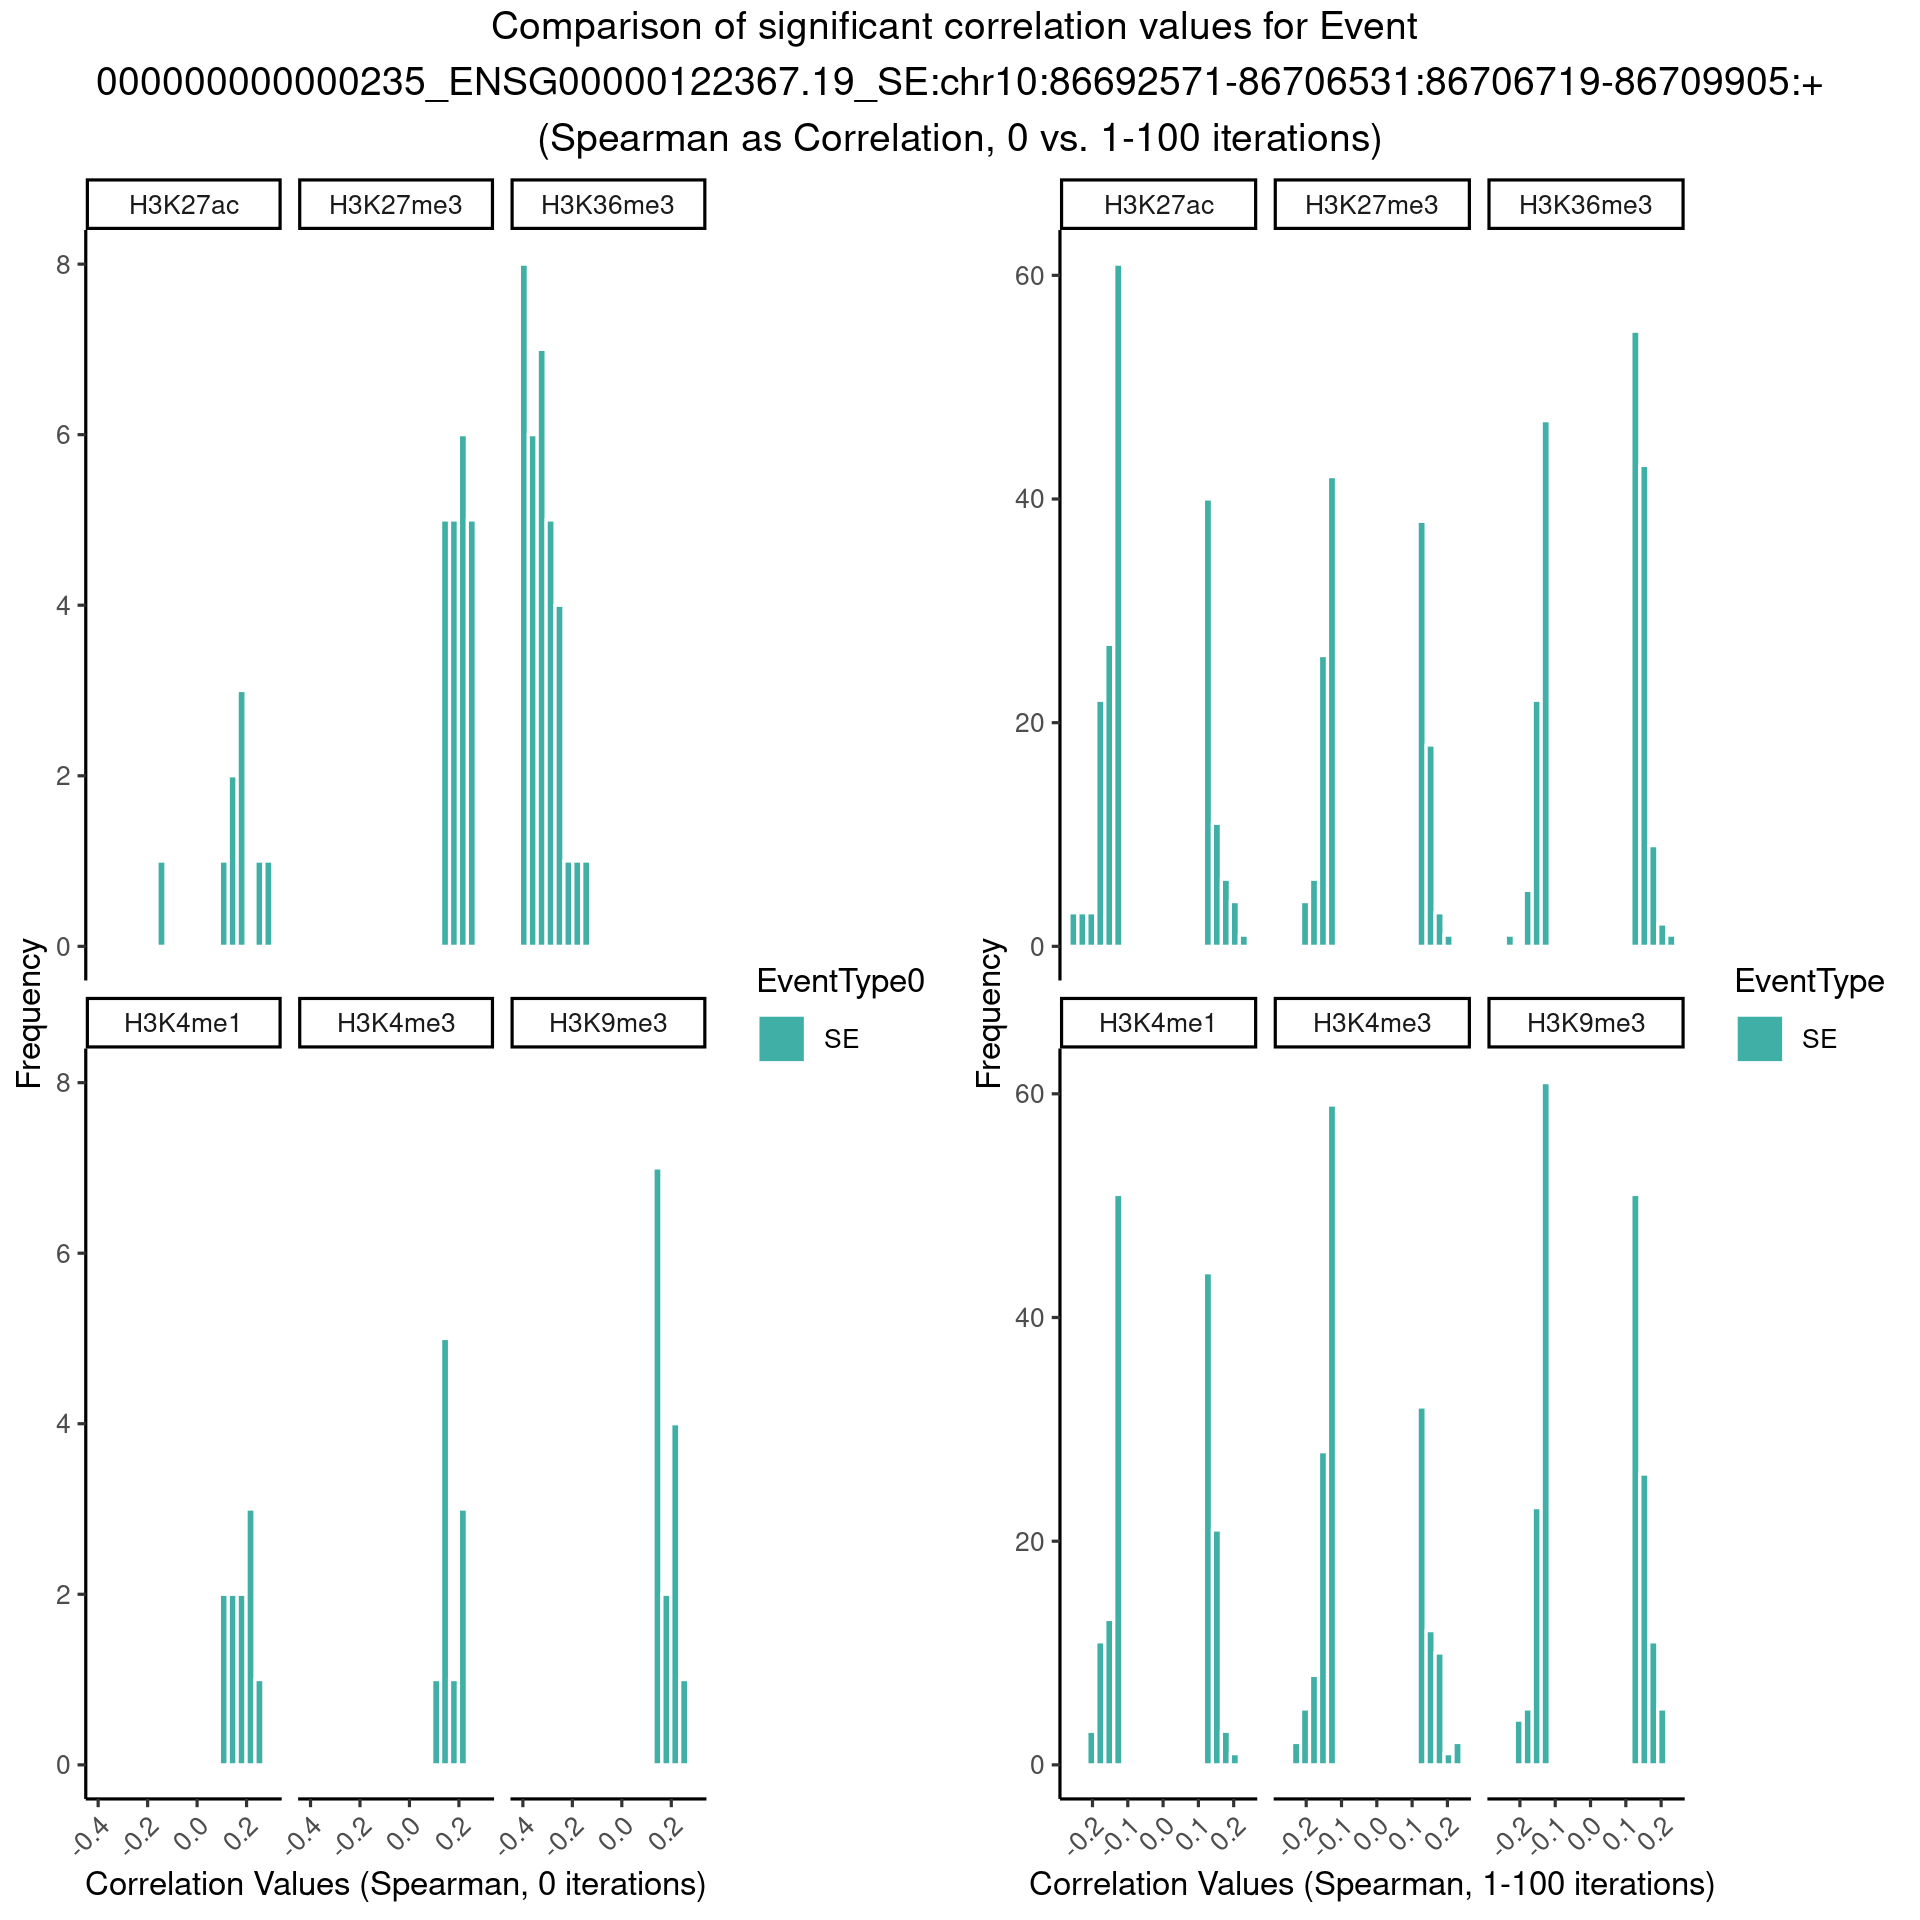 Comparison of significant correlation values for Event
000000000000235_ENSG00000122367.19_SE:chr10:86692571-86706531:86706719-86709905:+
(Spearman as Correlation, 0 vs. 1-100 iterations)
H3K27ac H3K27me3 H3K36me3
8
6
4
2
0
H3K4me1 H3K4me3 H3K9me3
8
6
4
2
0
Frequency
-0.4 -0.2 0.0 0.2 -0.4 -0.2 0.0 0.2 -0.4 -0.2 0.0 0.2
Correlation Values (Spearman, 0 iterations)
EventType0
SE
H3K27ac H3K27me3 H3K36me3
60
40
20
0
H3K4me1 H3K4me3 H3K9me3
60
40
20
0
Frequency
-0.2 -0.1 0.0 0.1 0.2 -0.2 -0.1 0.0 0.1 0.2 -0.2 -0.1 0.0 0.1 0.2
Correlation Values (Spearman, 1-100 iterations)
EventType
SE